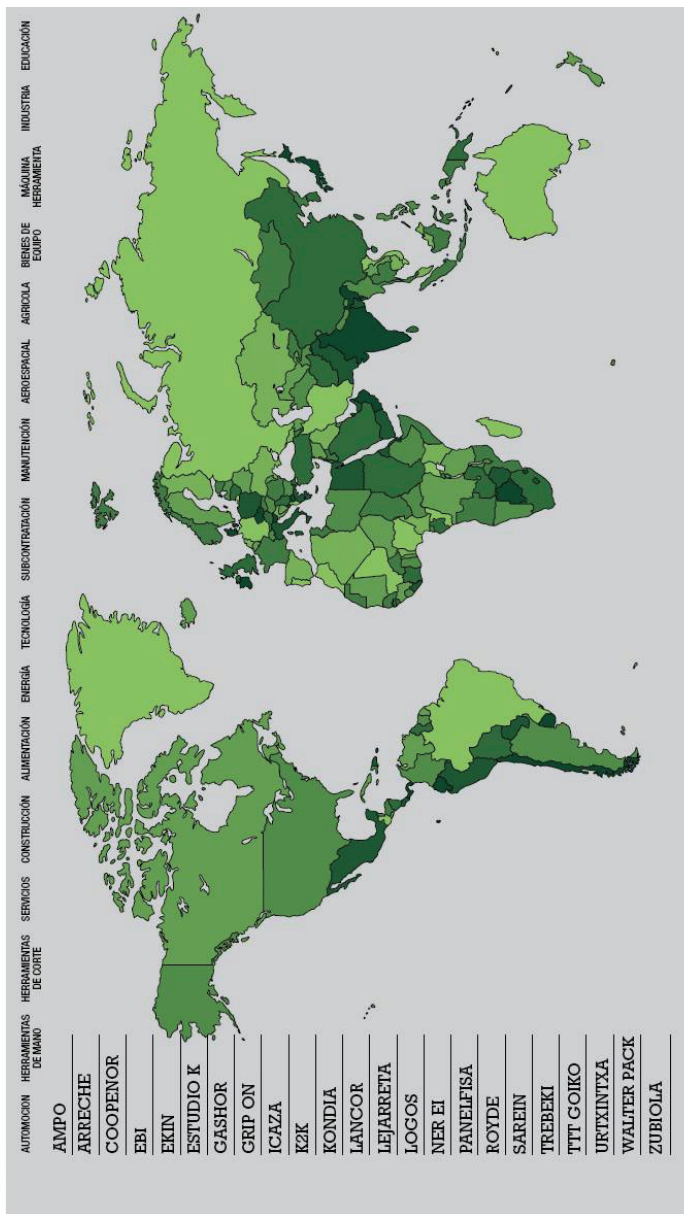 AUTOMOCION
HERRAMIENTAS
DE MANO
HERRAMIENTAS
DE CORTE
SERVICIOS
CONSTRUCCIÓN
ALIMENTACIÓN
ENERGÍA
TECNOLOGÍA
SUBCONTRATACIÓN
MANUTENCIÓN
AEROESPACIAL
AGRICOLA
BIENES DE
EQUIPO
MÁQUINA
HERRAMIENTA
INDUSTRIA
EDUCACIÓN
AMPO
ARRECHE
COOPENOR
EBI
EKIN
ESTUDIO K
GASHOR
GRIP ON
ICAZA
K2K
KONDIA
LANCOR
LEJARRETA
LOGOS
NER EI
PANELFISA
ROYDE
SAREIN
TREBEKI
TTT GOIKO
URTXINTXA
WALTER PACK
ZUBIOLA